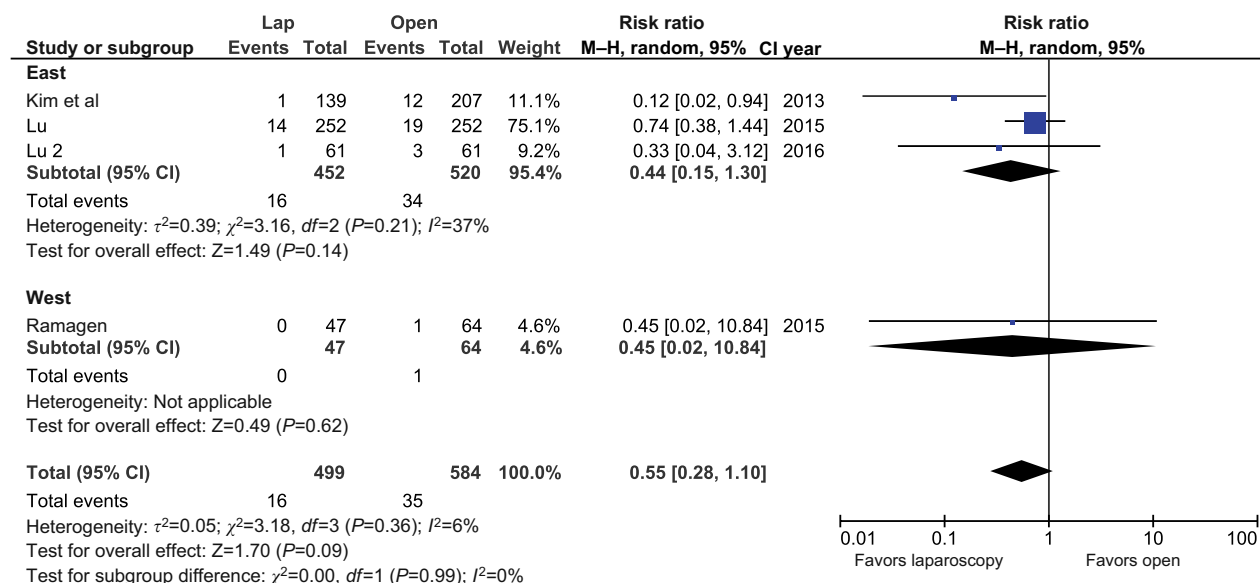 Lap Open Risk ratio Risk ratio
Study or subgroup Events Total Events Total Weight M–H, random, 95% CI year M–H, random, 95%
East
Kim et al 1 139 12 207 11.1% 0.12 [0.02, 0.94] 2013
Lu 14 252 19 252 75.1% 0.74 [0.38, 1.44] 2015
Lu 2 1 61 3 61 9.2% 0.33 [0.04, 3.12] 2016
Subtotal (95% CI) 452 520 95.4% 0.44 [0.15, 1.30]
Total events 16 34
Heterogeneity: τ²=0.39; χ²=3.16, df=2 (P=0.21); I²=37%
Test for overall effect: Z=1.49 (P=0.14)
West
Ramagen 0 47 1 64 4.6% 0.45 [0.02, 10.84] 2015
Subtotal (95% CI) 47 64 4.6% 0.45 [0.02, 10.84]
Total events 0 1
Heterogeneity: Not applicable
Test for overall effect: Z=0.49 (P=0.62)
Total (95% CI) 499 584 100.0% 0.55 [0.28, 1.10]
Total events 16 35
Heterogeneity: τ²=0.05; χ²=3.18, df=3 (P=0.36); I²=6%
Test for overall effect: Z=1.70 (P=0.09)
Test for subgroup difference: χ²=0.00, df=1 (P=0.99); I²=0%
0.01 0.1 1 10 100
Favors laparoscopy Favors open